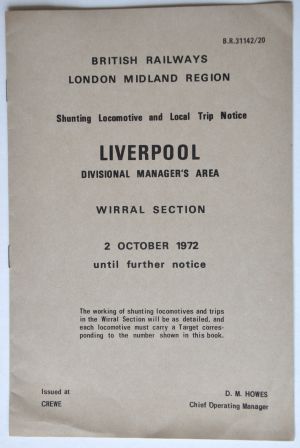 B.R.31142/20
BRITISH RAILWAYS
LONDON MIDLAND REGION
Shunting Locomotive and Local Trip Notice
LIVERPOOL
DIVISIONAL MANAGER'S AREA
WIRRAL SECTION
2 OCTOBER 1972
until further notice
The working of shunting locomotives and trips
in the Wirral Section will be as detailed, and
each locomotive must carry a Target corres-
ponding to the number shown in this book.
Issued at
CREWE
D. M. HOWES
Chief Operating Manager